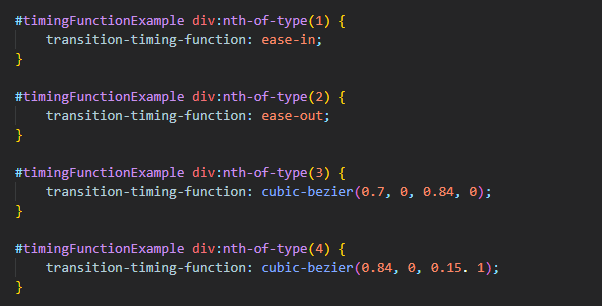 #timingFunctionExample div:nth-of-type(1) {
    transition-timing-function: ease-in;
}

#timingFunctionExample div:nth-of-type(2) {
    transition-timing-function: ease-out;
}

#timingFunctionExample div:nth-of-type(3) {
    transition-timing-function: cubic-bezier(0.7, 0, 0.84, 0);
}

#timingFunctionExample div:nth-of-type(4) {
    transition-timing-function: cubic-bezier(0.84, 0, 0.15. 1);
}